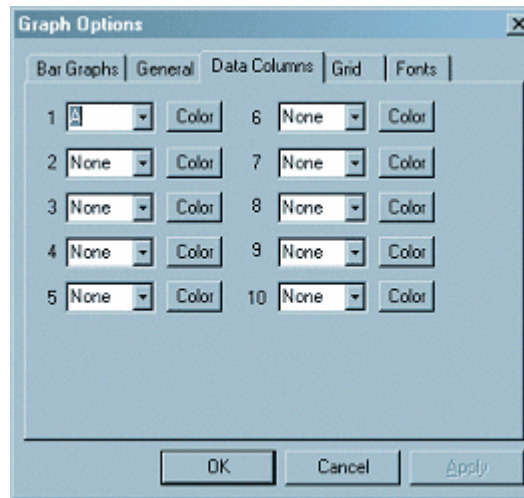 Graph Options
Bar Graphs General Data Columns Grid Fonts
1 A Color 6 None Color
2 None Color 7 None Color
3 None Color 8 None Color
4 None Color 9 None Color
5 None Color 10 None Color
OK Cancel Apply